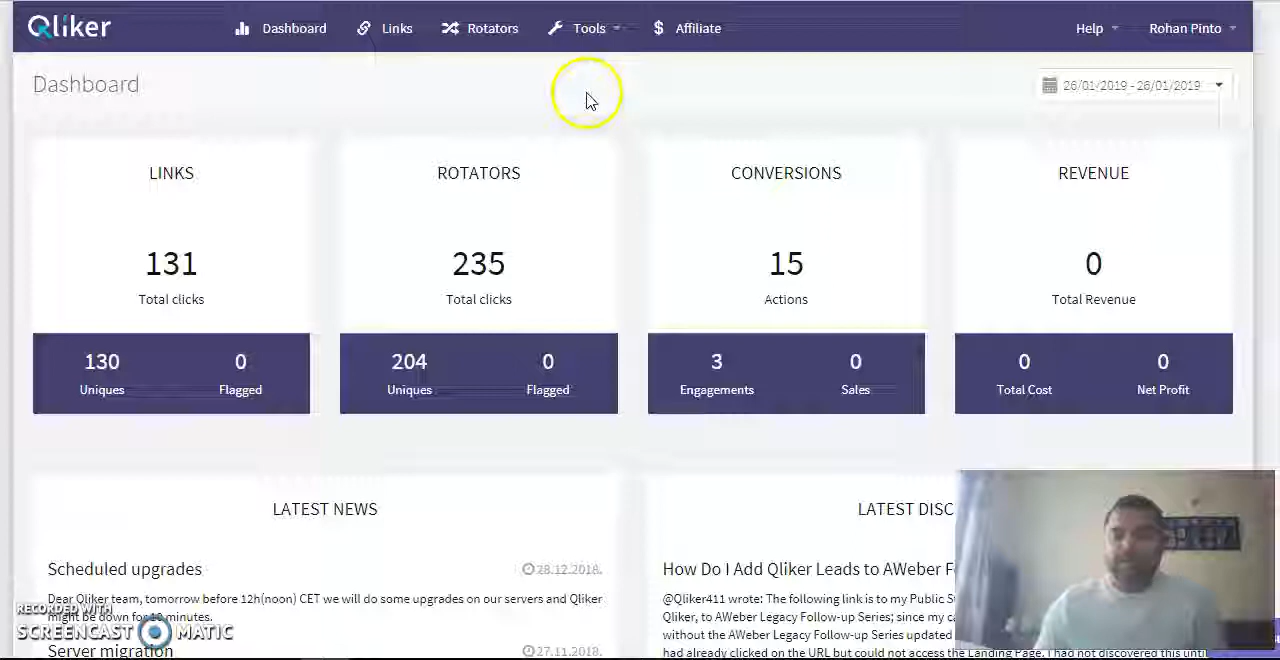 Qliker Dashboard Links Rotators Tools $ Affiliate Help Rohan Pinto
Dashboard 26/01/2019 - 26/01/2019
LINKS ROTATORS CONVERSIONS REVENUE
131 235 15 0
Total clicks Total clicks Actions Total Revenue
130 0 204 0 3 0 0 0
Uniques Flagged Uniques Flagged Engagements Sales Total Cost Net Profit
LATEST NEWS LATEST DISC
Scheduled upgrades 28.12.2018. How Do I Add Qliker Leads to AWeber F
Dear Qliker team, tomorrow before 12h(noon) CET we will do some upgrades on our servers and Qliker @Qliker411 wrote: The following link is to my Public S
might be down for minutes. Qliker, to AWeber Legacy Follow-up Series; since my ca
RECORDED WITH
SCREENCAST MATIC without the AWeber Legacy Follow-up Series updated
Server migration 27.11.2018. had already clicked on the URL but could not access the Landing Page. I had not discovered this unti